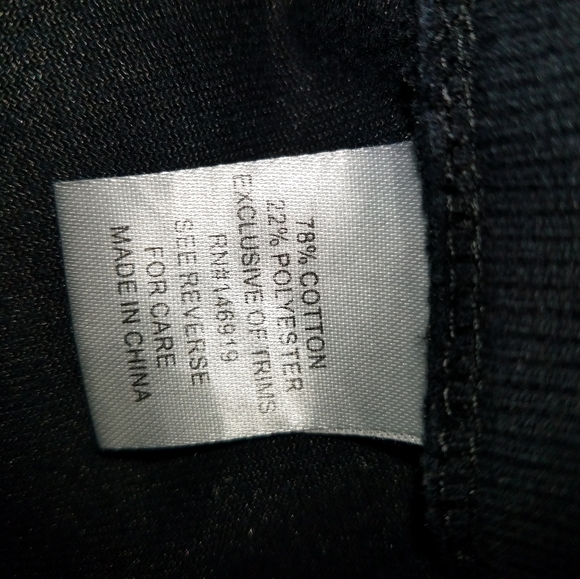 78% COTTON
22% POLYESTER
EXCLUSIVE OF TRIMS
RN#146919
SEE REVERSE
FOR CARE
MADE IN CHINA